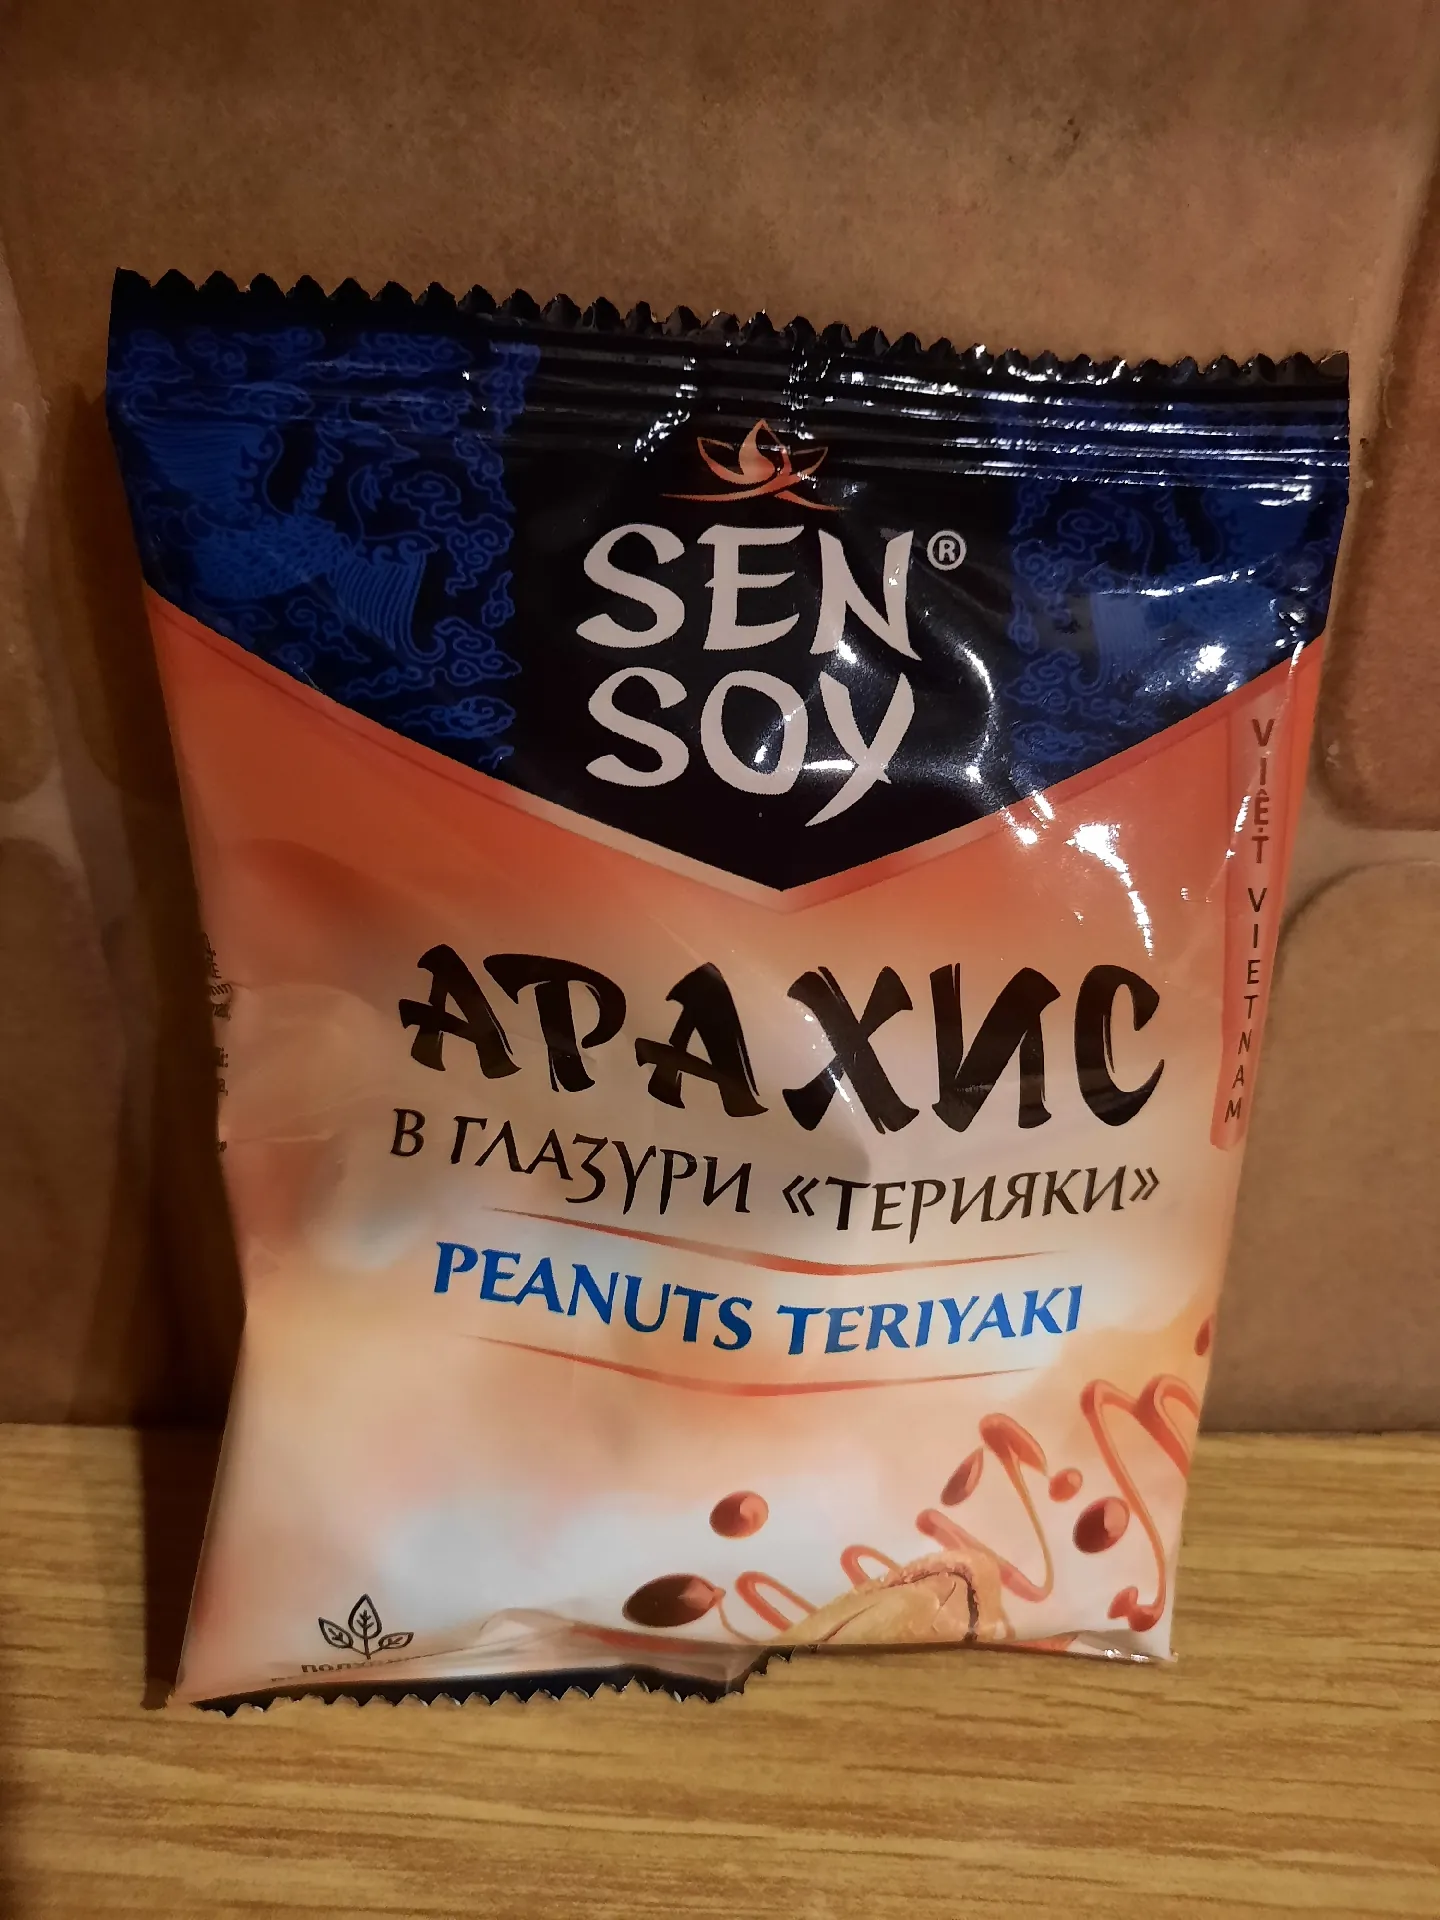 SEN®
SOY
VIỆT VIETNAM
АРАХИС
В ГЛАЗУРИ «ТЕРИЯКИ»
PEANUTS TERIYAKI